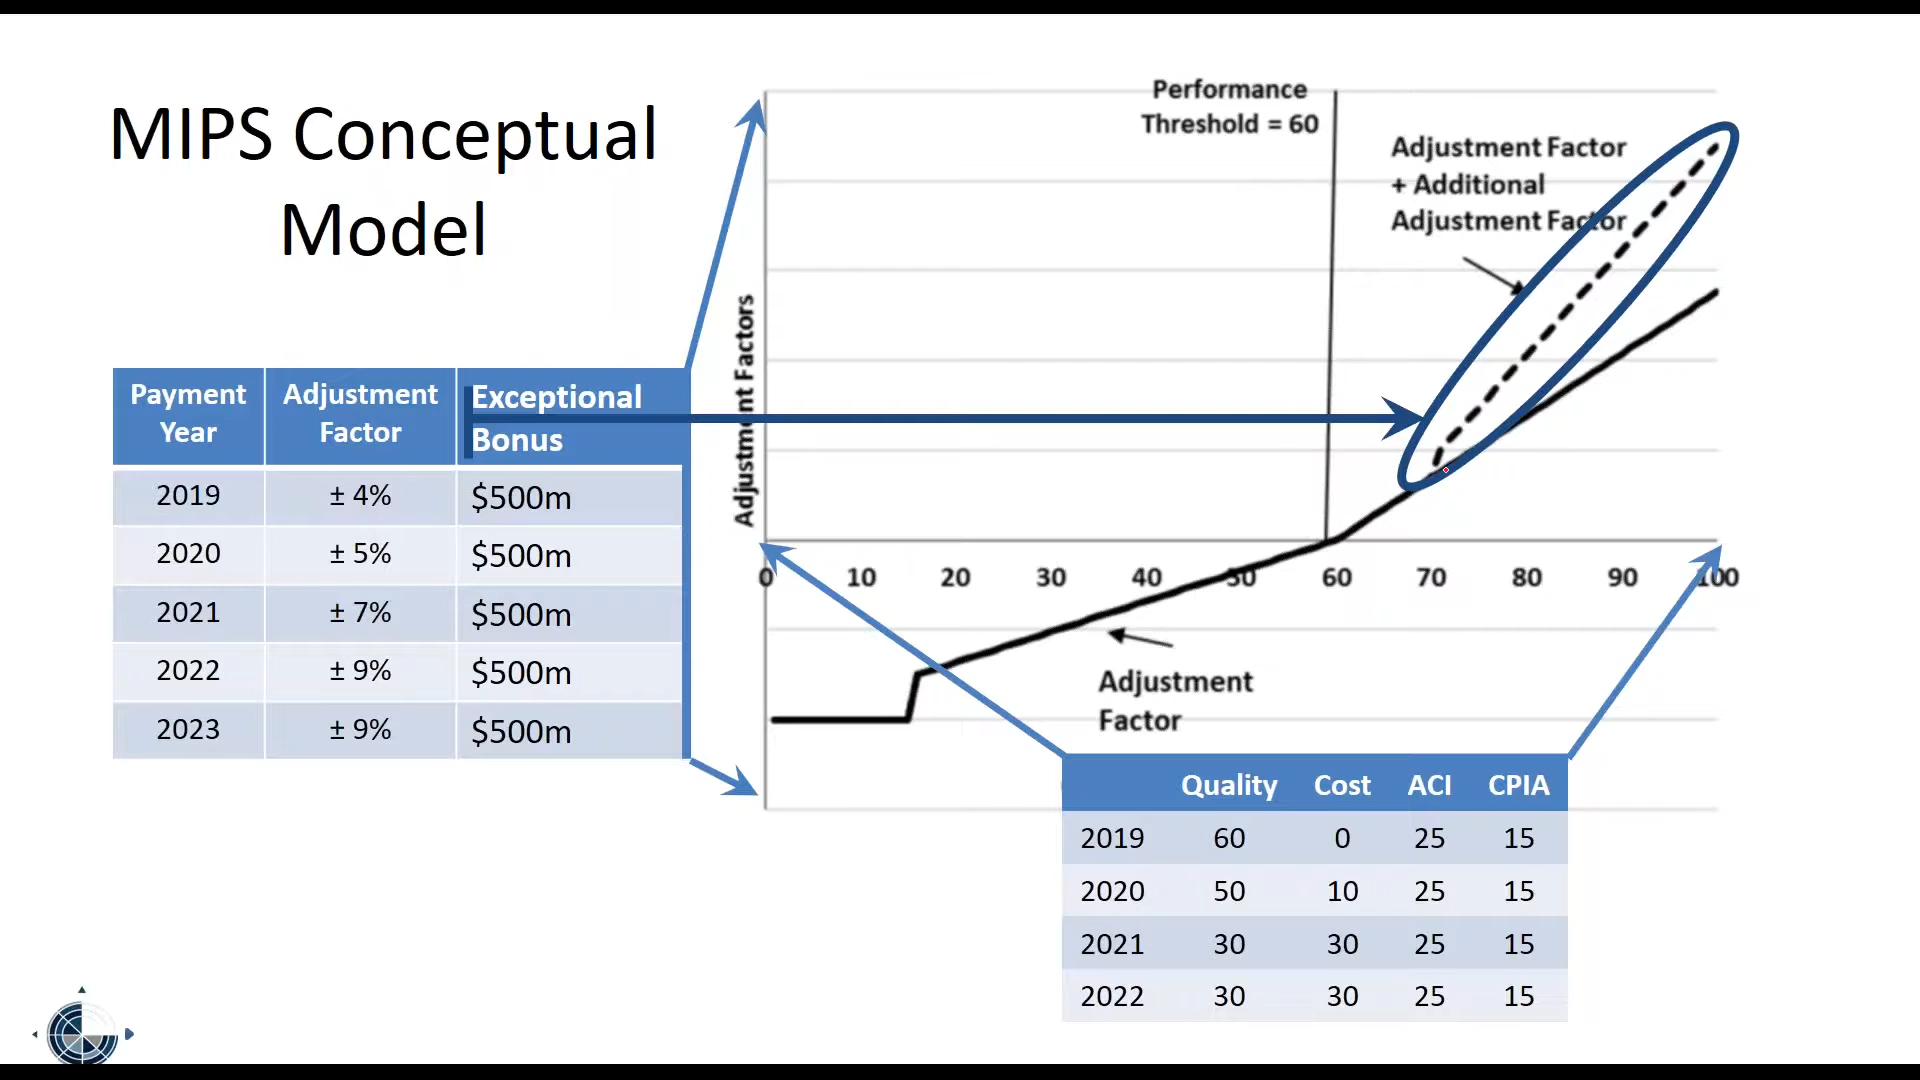 MIPS Conceptual
Model
Payment Year Adjustment Factor Exceptional Bonus
2019 ± 4% $500m
2020 ± 5% $500m
2021 ± 7% $500m
2022 ± 9% $500m
2023 ± 9% $500m
Adjustment Factors
Performance
Threshold = 60
Adjustment Factor
+ Additional
Adjustment Factor
0 10 20 30 40 50 60 70 80 90 100
Adjustment
Factor
Quality Cost ACI CPIA
2019 60 0 25 15
2020 50 10 25 15
2021 30 30 25 15
2022 30 30 25 15